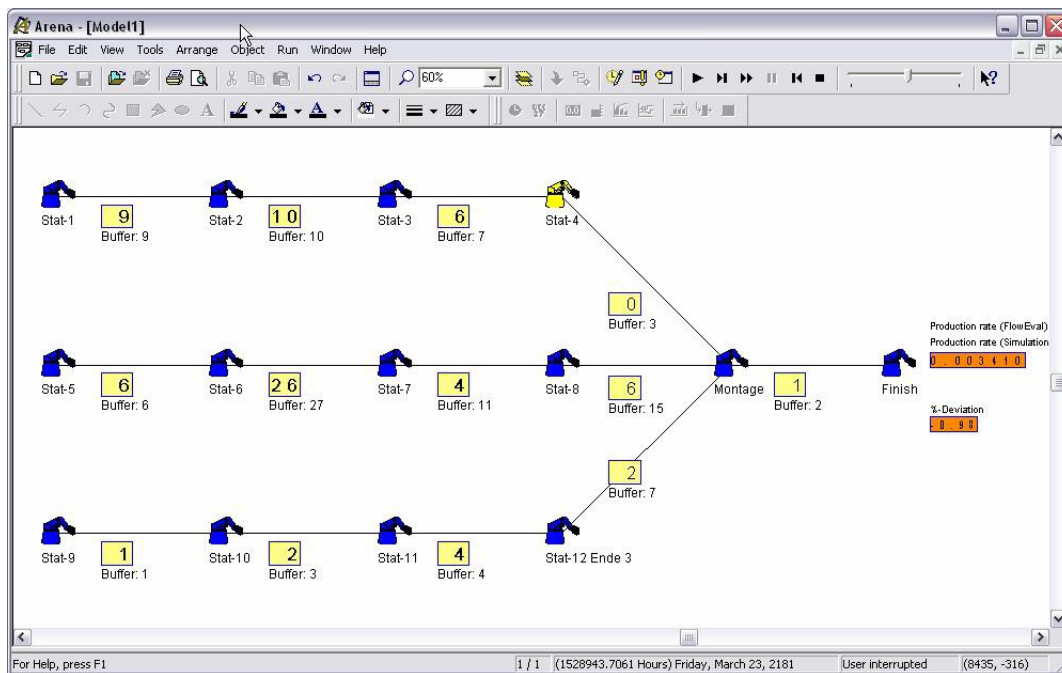 Arena - [Model1]
File Edit View Tools Arrange Object Run Window Help
60%
Stat-1
9
Buffer: 9
Stat-2
10
Buffer: 10
Stat-3
6
Buffer: 7
Stat-4
0
Buffer: 3
Production rate (FlowEval)
Production rate (Simulation
0.003410
Stat-5
6
Buffer: 6
Stat-6
26
Buffer: 27
Stat-7
4
Buffer: 11
Stat-8
6
Buffer: 15
Montage
1
Buffer: 2
Finish
%-Deviation
-0.98
2
Buffer: 7
Stat-9
1
Buffer: 1
Stat-10
2
Buffer: 3
Stat-11
4
Buffer: 4
Stat-12 Ende 3
For Help, press F1
1 / 1
(1528943.7061 Hours) Friday, March 23, 2181
User interrupted
(8435, -316)